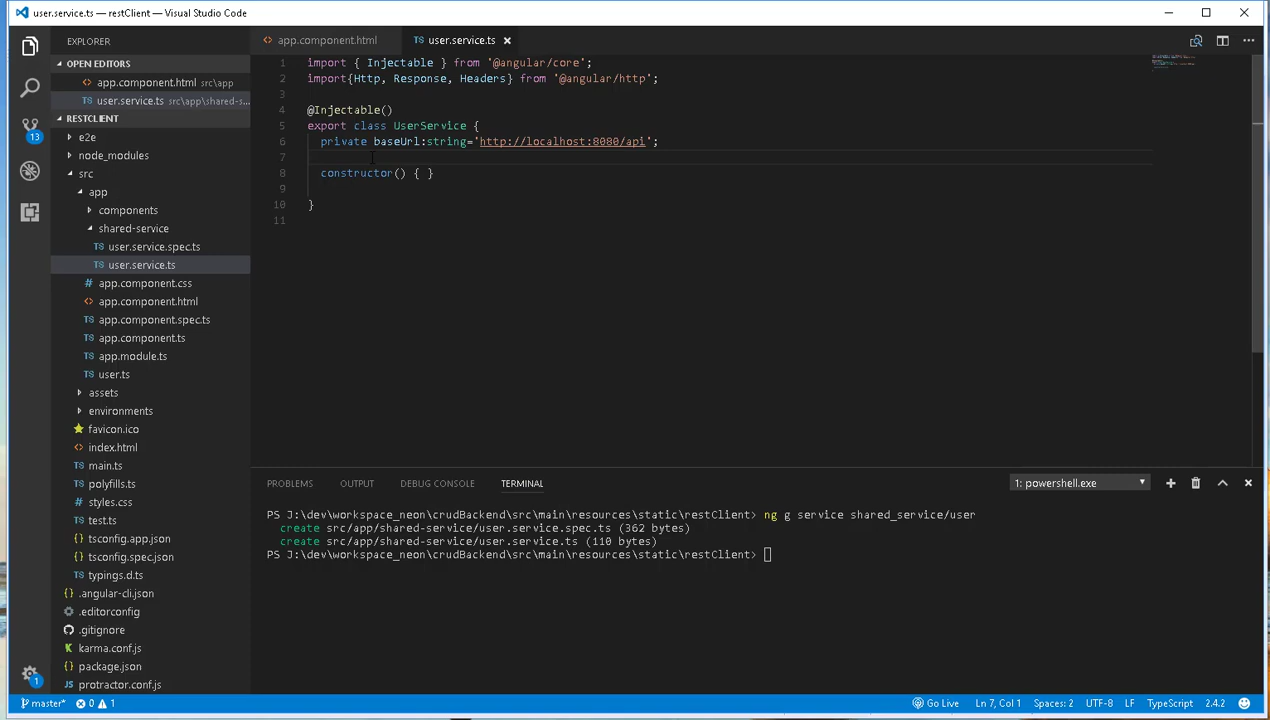 user.service.ts — restClient — Visual Studio Code
EXPLORER
OPEN EDITORS
app.component.html src\app
user.service.ts src\app\shared-s...
RESTCLIENT
e2e
node_modules
src
app
components
shared-service
user.service.spec.ts
user.service.ts
app.component.css
app.component.html
app.component.spec.ts
app.component.ts
app.module.ts
user.ts
assets
environments
favicon.ico
index.html
main.ts
polyfills.ts
styles.css
test.ts
tsconfig.app.json
tsconfig.spec.json
typings.d.ts
.angular-cli.json
.editorconfig
.gitignore
karma.conf.js
package.json
protractor.conf.js
13
1
app.component.html
TS user.service.ts
1 import { Injectable } from '@angular/core';
2 import{Http, Response, Headers} from '@angular/http';
3
4 @Injectable()
5 export class UserService {
6 private baseUrl:string='http://localhost:8080/api';
7
8 constructor() { }
9
10 }
11
PROBLEMS OUTPUT DEBUG CONSOLE TERMINAL
1: powershell.exe
PS J:\dev\workspace_neon\crudBackend\src\main\resources\static\restClient> ng g service shared_service/user
create src/app/shared-service/user.service.spec.ts (362 bytes)
create src/app/shared-service/user.service.ts (110 bytes)
PS J:\dev\workspace_neon\crudBackend\src\main\resources\static\restClient>
master* 0 1 Go Live Ln 7, Col 1 Spaces: 2 UTF-8 LF TypeScript 2.4.2